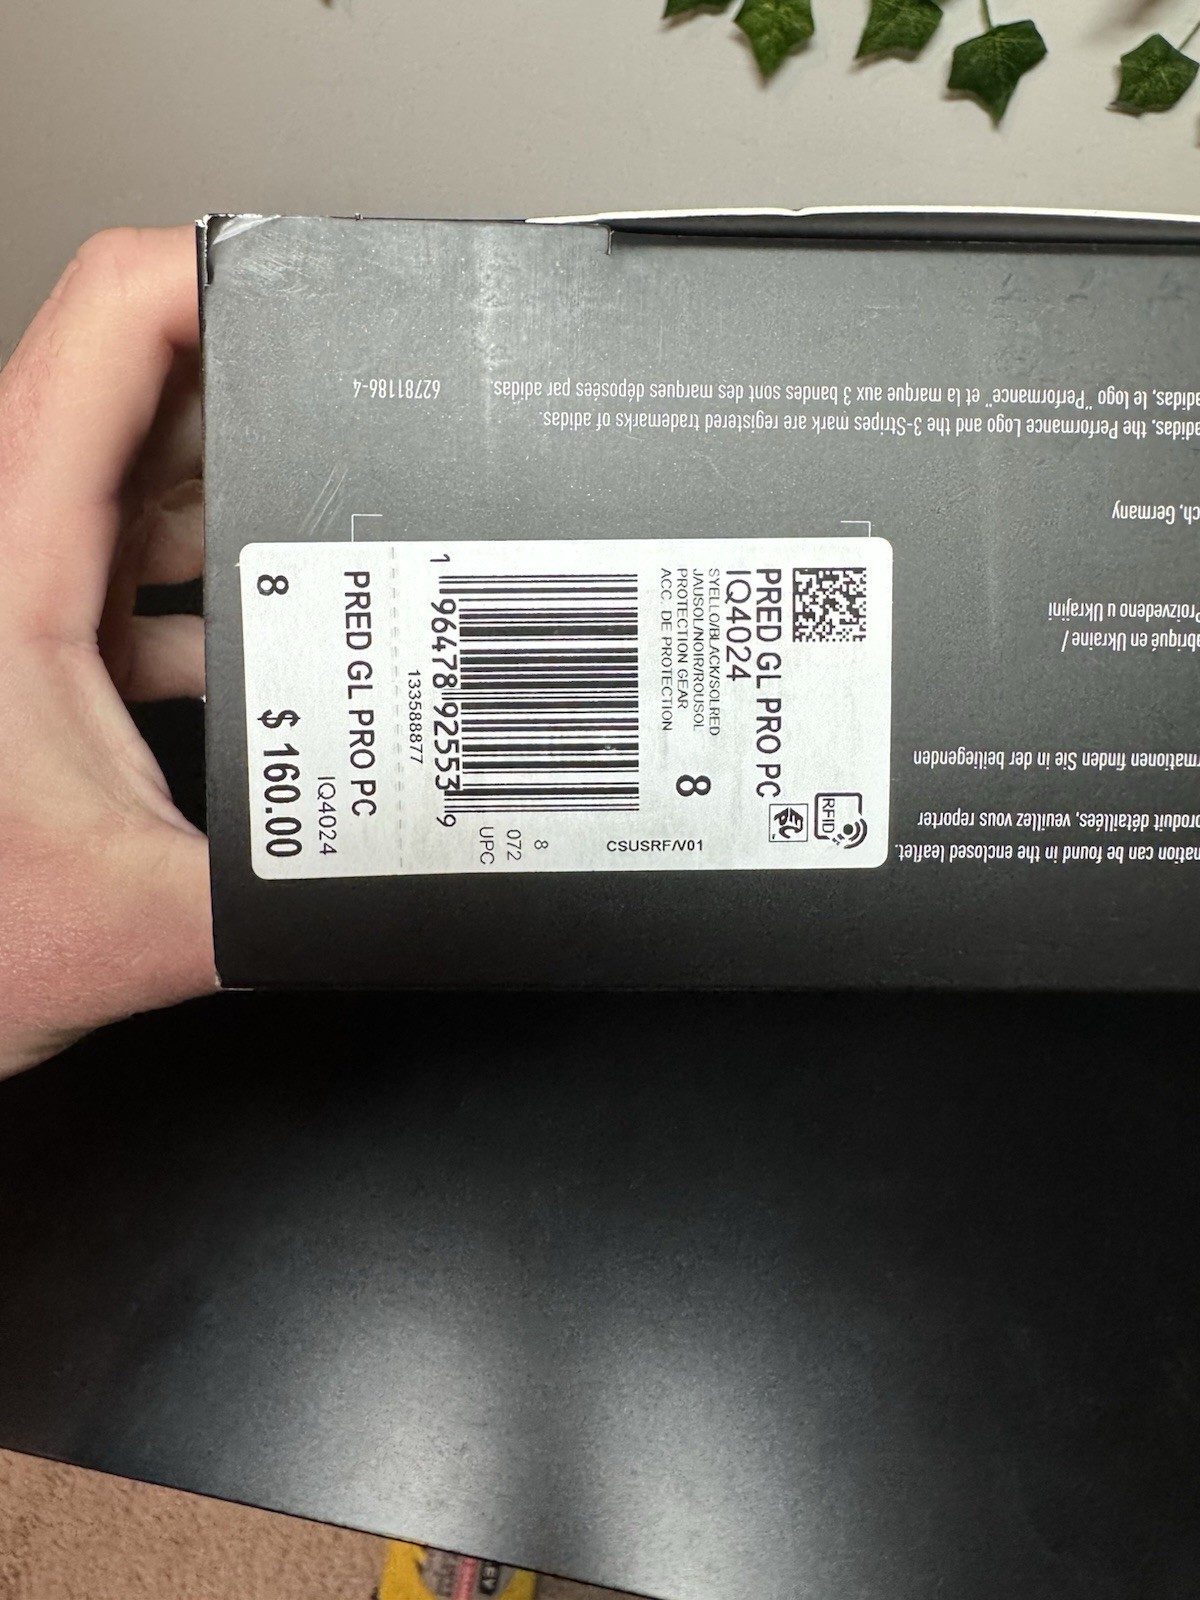 PRED GL PRO PC
IQ4024
SYELLO/BLACK/SOLRED
JAUSOL/NOIR/ROUSOL
PROTECTION GEAR
ACC. DE PROTECTION
8
RFID
CSUSRF/V01
8
072
UPC
1 96478 92553 9
13358877
PRED GL PRO PC
IQ4024
8 $ 160.00
mation can be found in the enclosed leaflet.
produit détaillées, veuillez vous reporter
rmationen finden Sie in der beiliegenden
abriqué en Ukraine /
Proizvedeno u Ukrajini
ch, Germany
adidas, the Performance Logo and the 3-Stripes mark are registered trademarks of adidas.
adidas, le logo "Performance" et la marque aux 3 bandes sont des marques déposées par adidas. 62781186-4